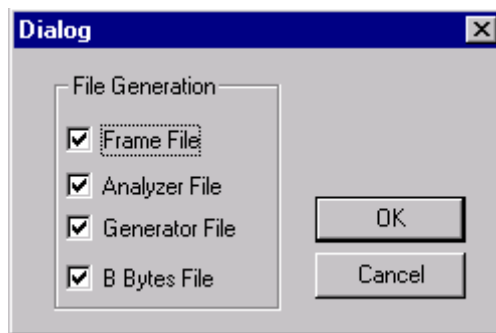 Dialog
File Generation
Frame File
Analyzer File
Generator File
B Bytes File
OK
Cancel